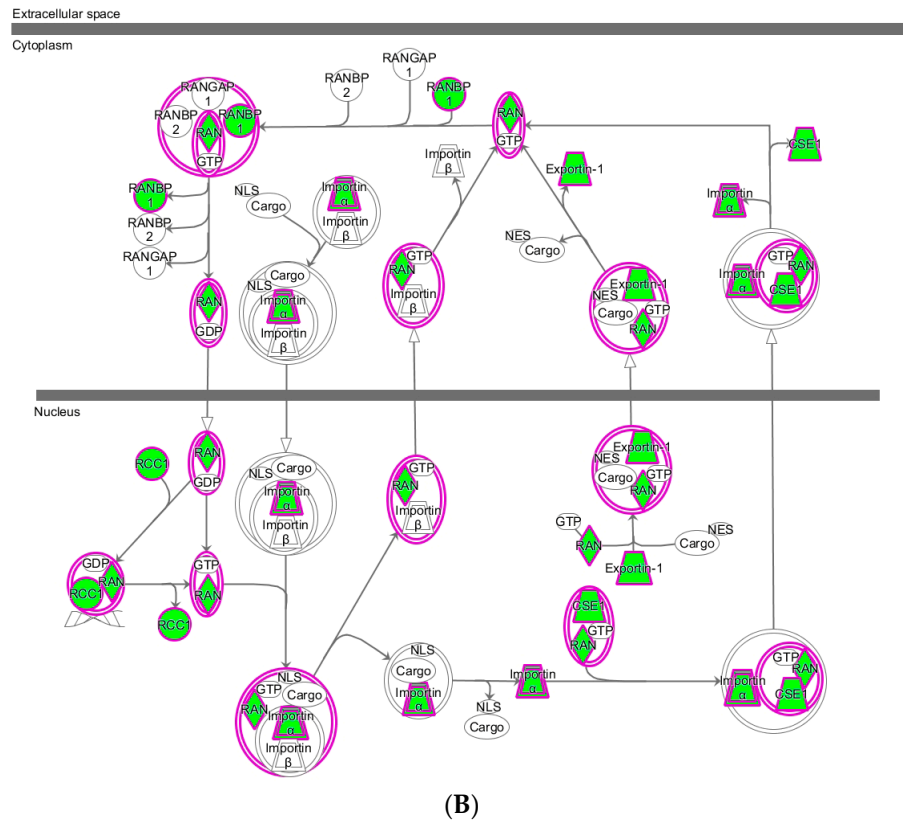 Extracellular space
Cytoplasm
RANGAP
1
RANBP
2
RANBP
1
RAN
GTP
RANBP
2
RANGAP
1
RANBP
1
RAN
GTP
CSE1
Importin
β
Exportin-1
Importin
α
NES
Cargo
RANBP
1
RANBP
2
RANGAP
1
NLS
Cargo
Importin
α
Importin
β
RAN
GDP
Cargo
NLS
Importin
α
Importin
β
GTP
RAN
Importin
β
Exportin-1
NES
Cargo
GTP
RAN
GTP
RAN
Importin
α
CSE1
Nucleus
RCC1
RAN
GDP
NLS
Cargo
Importin
α
Importin
β
GTP
RAN
Importin
β
Exportin-1
NES
Cargo
GTP
RAN
GTP
RAN
Exportin-1
NES
Cargo
GDP
RAN
RCC1
RCC1
GTP
RAN
CSE1
GTP
RAN
NLS
GTP
Cargo
RAN
Importin
α
Importin
β
NLS
Cargo
Importin
α
NLS
Cargo
Importin
α
GTP
RAN
Importin
α
CSE1
(B)